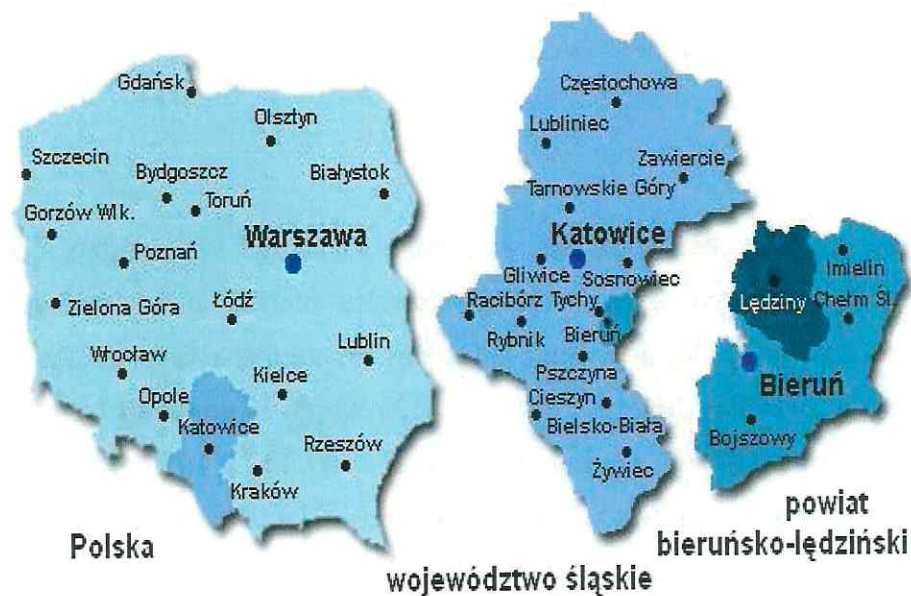 Gdańsk
Olsztyn
Szczecin
Bydgoszcz
Białystok
Toruń
Gorzów Wlk.
Warszawa
Poznań
Zielona Góra
Łódź
Lublin
Wrocław
Kielce
Opole
Katowice
Rzeszów
Kraków
Polska
Częstochowa
Lubliniec
Zawiercie
Tarnowskie Góry
Katowice
Gliwice
Sosnowiec
Racibórz
Tychy
Rybnik
Bieruń
Pszczyna
Cieszyn
Bielsko-Biała
Żywiec
województwo śląskie
Imielin
Lędziny
Chełm Śl.
Bieruń
Bojszowy
powiat
bieruńsko-lędziński